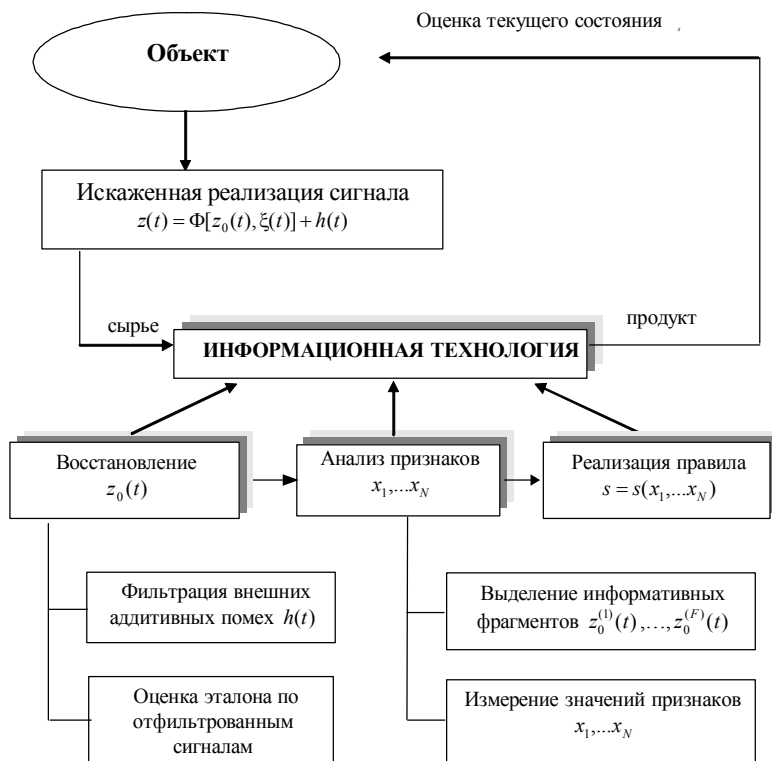 Оценка текущего состояния s
Объект
Искаженная реализация сигнала
z(t) = Φ[z₀(t), ξ(t)] + h(t)
сырье
продукт
ИНФОРМАЦИОННАЯ ТЕХНОЛОГИЯ
Восстановление
z₀(t)
Анализ признаков
x₁,...x_N
Реализация правила
s = s(x₁,...x_N)
Фильтрация внешних
аддитивных помех h(t)
Выделение информативных
фрагментов z₀⁽¹⁾(t),…,z₀⁽ᶠ⁾(t)
Оценка эталона по
отфильтрованным
сигналам
Измерение значений признаков
x₁,...x_N